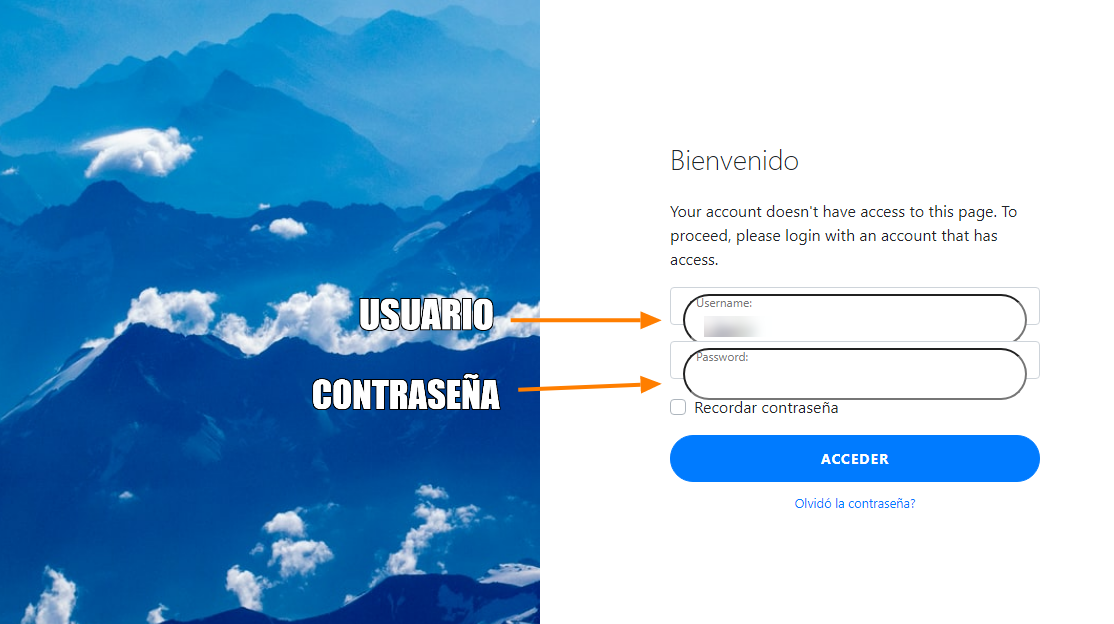 Bienvenido
Your account doesn't have access to this page. To
proceed, please login with an account that has
access.
USUARIO
Username:
CONTRASEÑA
Password:
Recordar contraseña
ACCEDER
Olvidó la contraseña?